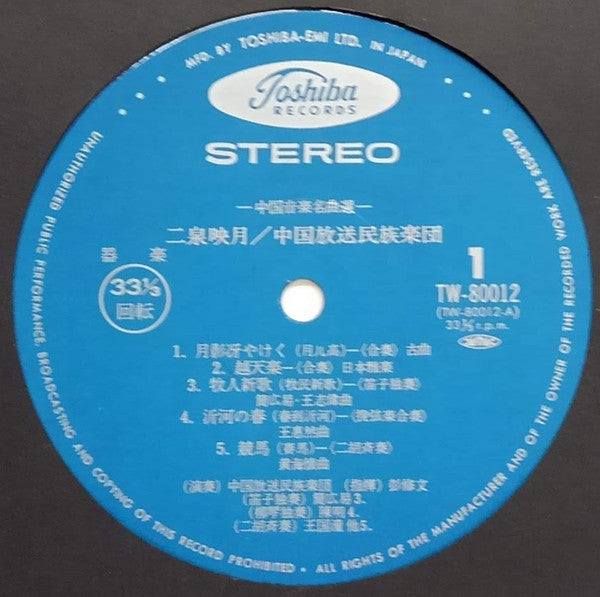 MFD. BY TOSHIBA-EMI LTD. IN JAPAN
Toshiba
RECORDS
STEREO
―中国音楽名曲選―
二泉映月／中国放送民族楽団
器楽
33⅓
回転
1
TW-80012
(TW-80012-A)
33⅓ r.p.m.
1. 月影冴やけく（月儿高）―〈合奏〉古曲
2. 越天楽―〈合奏〉日本雅楽
3. 牧人新歌（牧民新歌）―〈笛子独奏〉
簡広易・王志偉曲
4. 沂河の春（春到沂河）―
王惠然曲
5. 競馬（賽馬）―〈二胡斉奏〉
黄海懐曲
（演奏）中国放送民族楽団（指揮）彭修文
（笛子独奏）簡広易3.
（柳琴独奏）陳明4.
（二胡斉奏）王国潼 他5.
UNAUTHORIZED PUBLIC PERFORMANCE, BROADCASTING AND COPYING OF THIS RECORD PROHIBITED • ALL RIGHTS OF THE MANUFACTURER AND OF THE OWNER OF THE RECORDED WORK ARE RESERVED